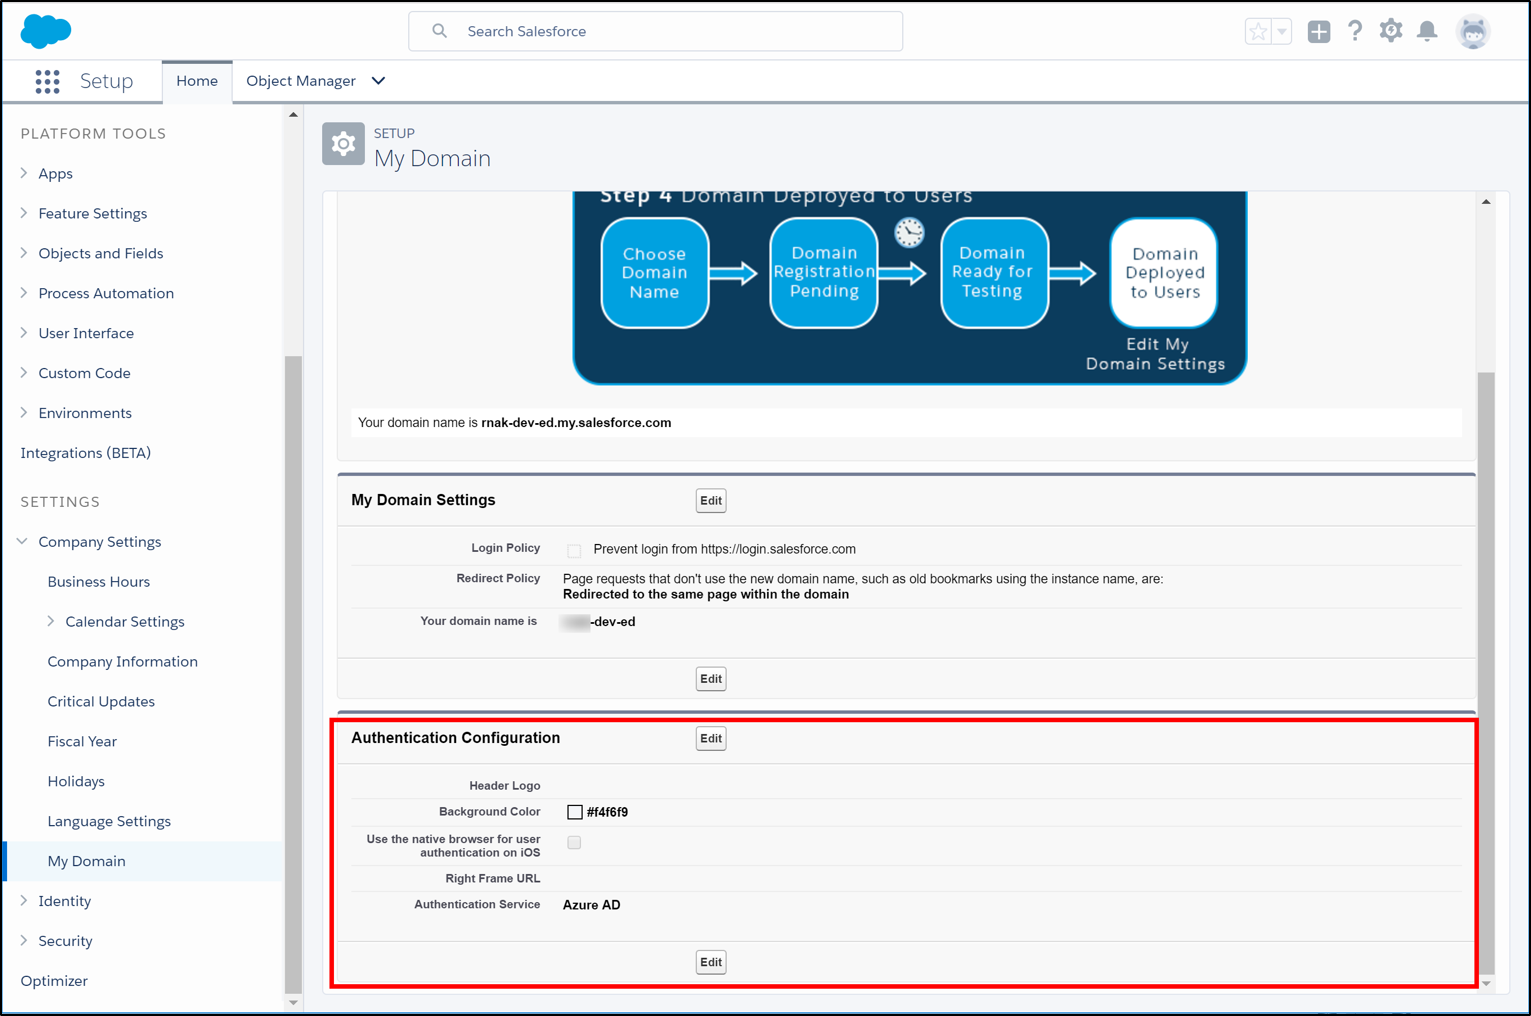 Search Salesforce
Setup
Home
Object Manager
PLATFORM TOOLS
Apps
Feature Settings
Objects and Fields
Process Automation
User Interface
Custom Code
Environments
Integrations (BETA)
SETTINGS
Company Settings
Business Hours
Calendar Settings
Company Information
Critical Updates
Fiscal Year
Holidays
Language Settings
My Domain
Identity
Security
Optimizer
SETUP
My Domain
Step 4 Domain Deployed to Users
Choose
Domain
Name
Domain
Registration
Pending
Domain
Ready for
Testing
Domain
Deployed
to Users
Edit My
Domain Settings
Your domain name is rnak-dev-ed.my.salesforce.com
My Domain Settings
Edit
Login Policy
Prevent login from https://login.salesforce.com
Redirect Policy
Page requests that don't use the new domain name, such as old bookmarks using the instance name, are:
Redirected to the same page within the domain
Your domain name is
-dev-ed
Edit
Authentication Configuration
Edit
Header Logo
Background Color
#f4f6f9
Use the native browser for user
authentication on iOS
Right Frame URL
Authentication Service
Azure AD
Edit